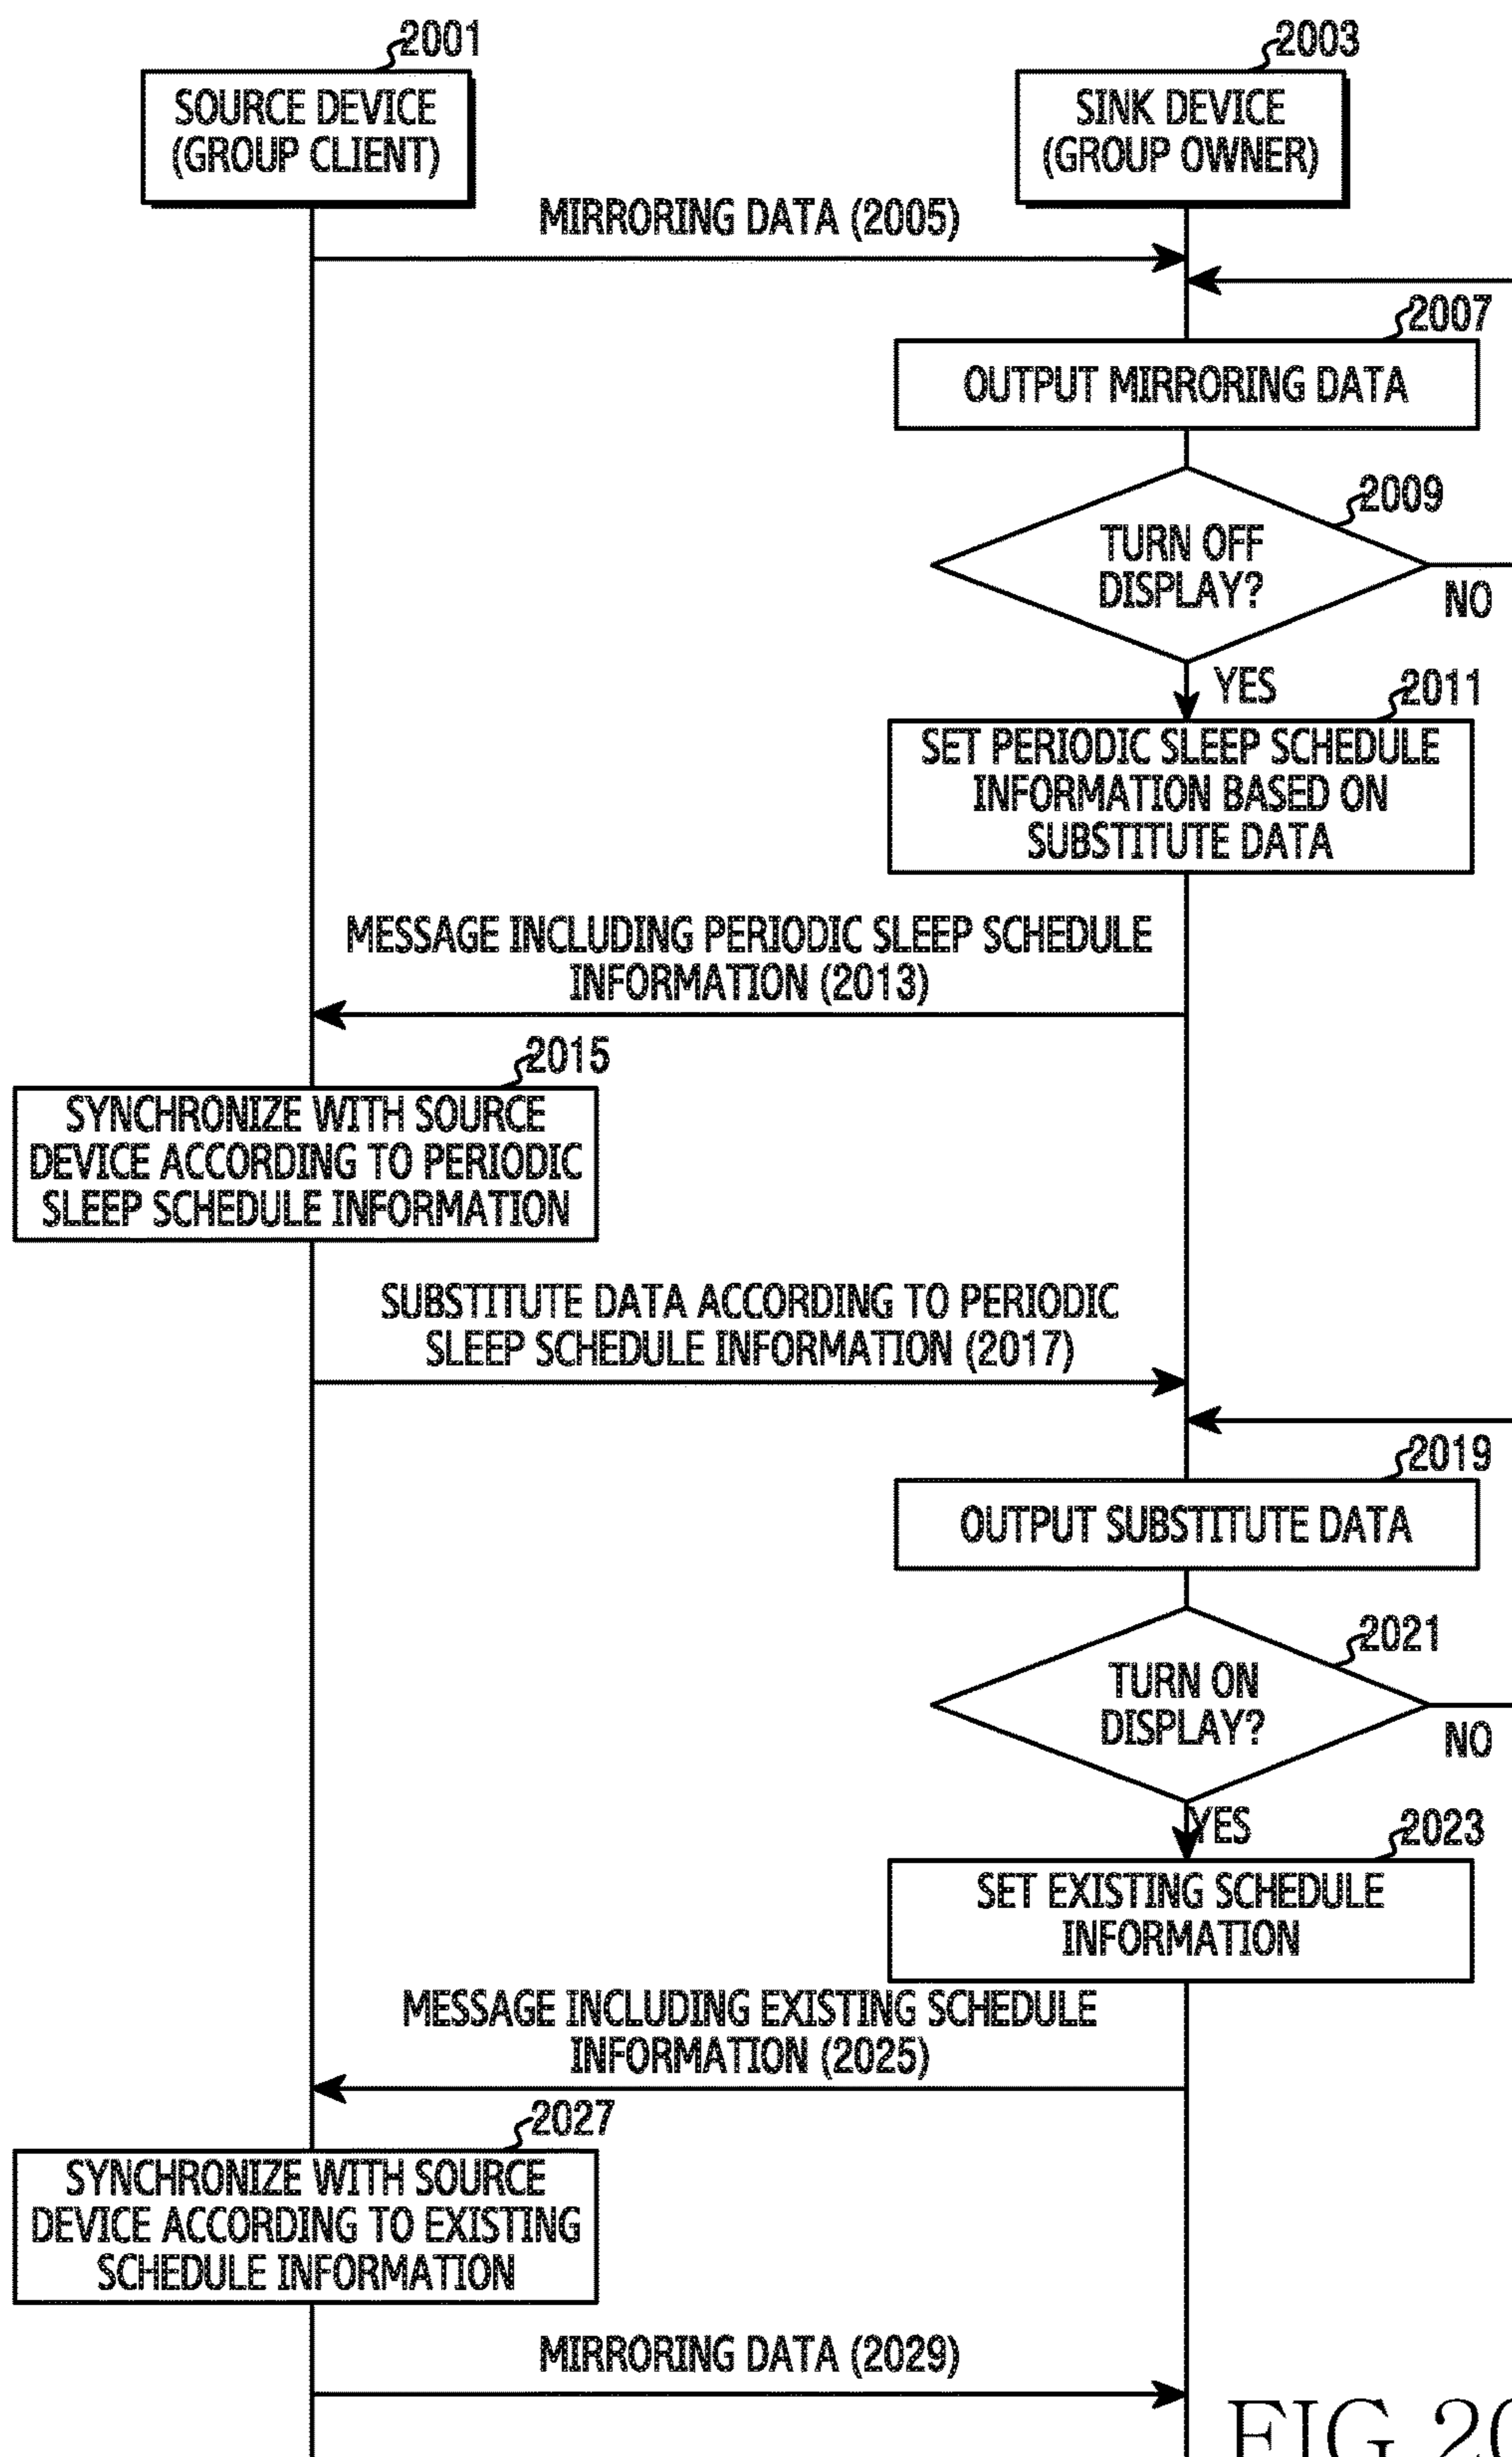 2001
SOURCE DEVICE
(GROUP CLIENT)
2003
SINK DEVICE
(GROUP OWNER)
MIRRORING DATA (2005)
2007
OUTPUT MIRRORING DATA
2009
TURN OFF
DISPLAY?
NO
YES
2011
SET PERIODIC SLEEP SCHEDULE
INFORMATION BASED ON
SUBSTITUTE DATA
MESSAGE INCLUDING PERIODIC SLEEP SCHEDULE
INFORMATION (2013)
2015
SYNCHRONIZE WITH SOURCE
DEVICE ACCORDING TO PERIODIC
SLEEP SCHEDULE INFORMATION
SUBSTITUTE DATA ACCORDING TO PERIODIC
SLEEP SCHEDULE INFORMATION (2017)
2019
OUTPUT SUBSTITUTE DATA
2021
TURN ON
DISPLAY?
NO
YES
2023
SET EXISTING SCHEDULE
INFORMATION
MESSAGE INCLUDING EXISTING SCHEDULE
INFORMATION (2025)
2027
SYNCHRONIZE WITH SOURCE
DEVICE ACCORDING TO EXISTING
SCHEDULE INFORMATION
MIRRORING DATA (2029)
FIG.20